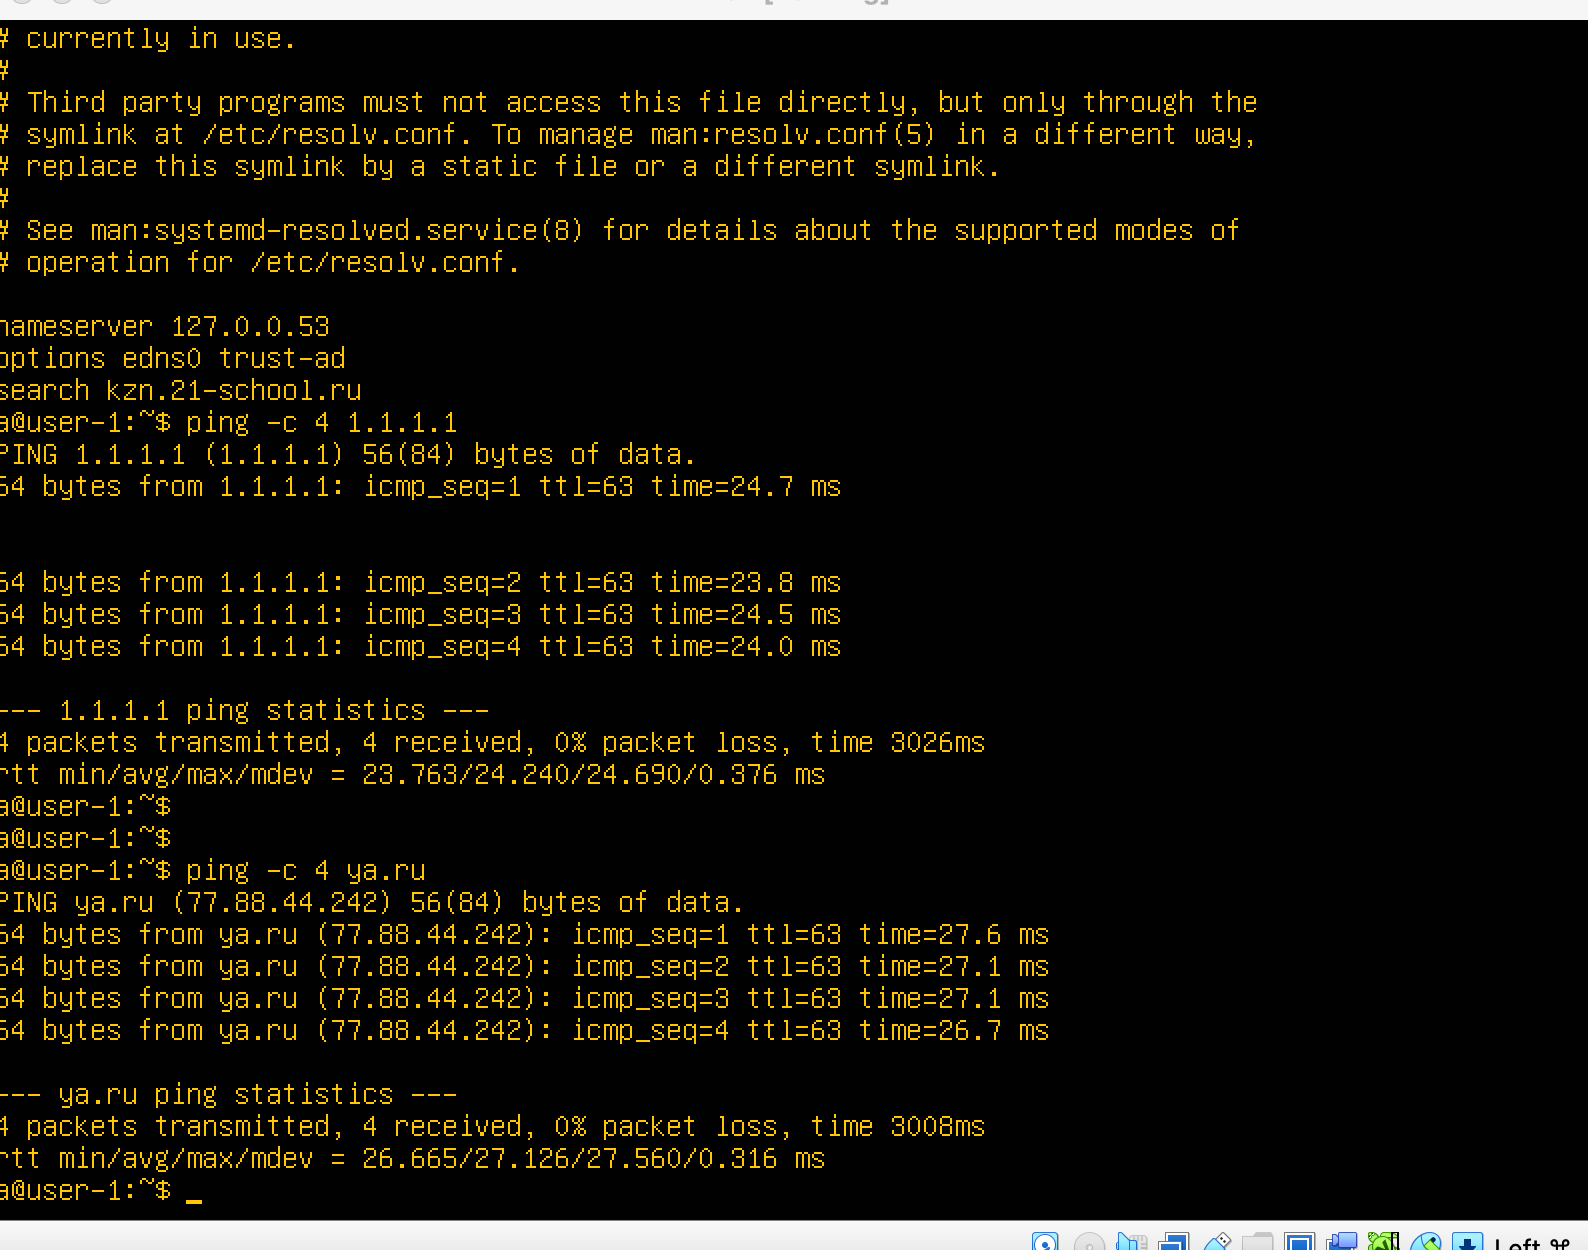 # currently in use.
#
# Third party programs must not access this file directly, but only through the
# symlink at /etc/resolv.conf. To manage man:resolv.conf(5) in a different way,
# replace this symlink by a static file or a different symlink.
#
# See man:systemd-resolved.service(8) for details about the supported modes of
# operation for /etc/resolv.conf.
nameserver 127.0.0.53
options edns0 trust-ad
search kzn.21-school.ru
a@user-1:~$ ping -c 4 1.1.1.1
PING 1.1.1.1 (1.1.1.1) 56(84) bytes of data.
64 bytes from 1.1.1.1: icmp_seq=1 ttl=63 time=24.7 ms
64 bytes from 1.1.1.1: icmp_seq=2 ttl=63 time=23.8 ms
64 bytes from 1.1.1.1: icmp_seq=3 ttl=63 time=24.5 ms
64 bytes from 1.1.1.1: icmp_seq=4 ttl=63 time=24.0 ms
--- 1.1.1.1 ping statistics ---
4 packets transmitted, 4 received, 0% packet loss, time 3026ms
rtt min/avg/max/mdev = 23.763/24.240/24.690/0.376 ms
a@user-1:~$
a@user-1:~$
a@user-1:~$ ping -c 4 ya.ru
PING ya.ru (77.88.44.242) 56(84) bytes of data.
64 bytes from ya.ru (77.88.44.242): icmp_seq=1 ttl=63 time=27.6 ms
64 bytes from ya.ru (77.88.44.242): icmp_seq=2 ttl=63 time=27.1 ms
64 bytes from ya.ru (77.88.44.242): icmp_seq=3 ttl=63 time=27.1 ms
64 bytes from ya.ru (77.88.44.242): icmp_seq=4 ttl=63 time=26.7 ms
--- ya.ru ping statistics ---
4 packets transmitted, 4 received, 0% packet loss, time 3008ms
rtt min/avg/max/mdev = 26.665/27.126/27.560/0.316 ms
a@user-1:~$ _
Left ⌘